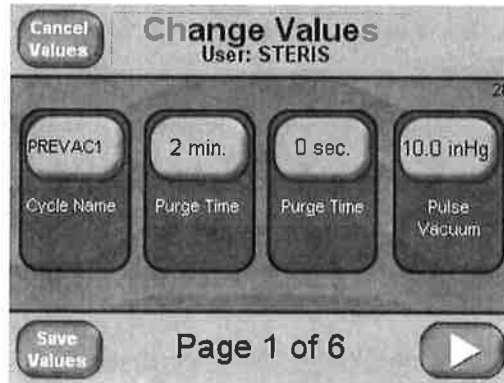 Cancel Values
Change Values
User: STERIS
28
PREVAC1
2 min.
0 sec.
10.0 inHg
Cycle Name
Purge Time
Purge Time
Pulse Vacuum
Save Values
Page 1 of 6